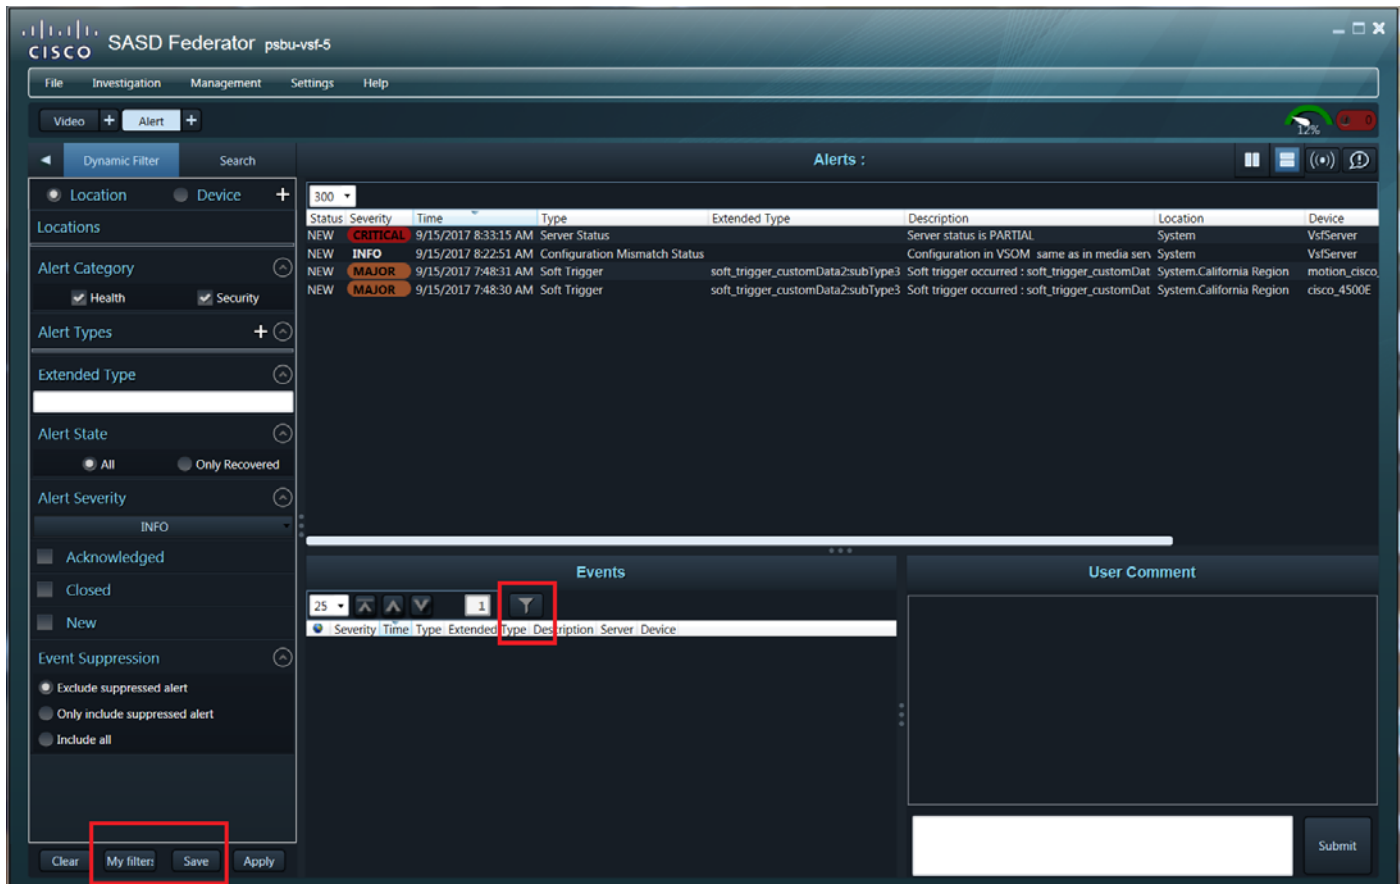 CISCO SASD Federator psbu-vsf-5
File Investigation Management Settings Help
Video + Alert +
12% 0
Dynamic Filter Search
Alerts :
Location Device +
Locations
Alert Category
Health Security
Alert Types +
Extended Type
Alert State
All Only Recovered
Alert Severity
INFO
Acknowledged
Closed
New
Event Suppression
Exclude suppressed alert
Only include suppressed alert
Include all
Clear My filter: Save Apply
300
Status Severity Time Type Extended Type Description Location Device
NEW CRITICAL 9/15/2017 8:33:15 AM Server Status Server status is PARTIAL System VsfServer
NEW INFO 9/15/2017 8:22:51 AM Configuration Mismatch Status Configuration in VSOM same as in media serv System VsfServer
NEW MAJOR 9/15/2017 7:48:31 AM Soft Trigger soft_trigger_customData2:subType3 Soft trigger occurred : soft_trigger_customDat System.California Region motion_cisco_
NEW MAJOR 9/15/2017 7:48:30 AM Soft Trigger soft_trigger_customData2:subType3 Soft trigger occurred : soft_trigger_customDat System.California Region cisco_4500E
Events
25 1
Severity Time Type Extended Type Description Server Device
User Comment
Submit